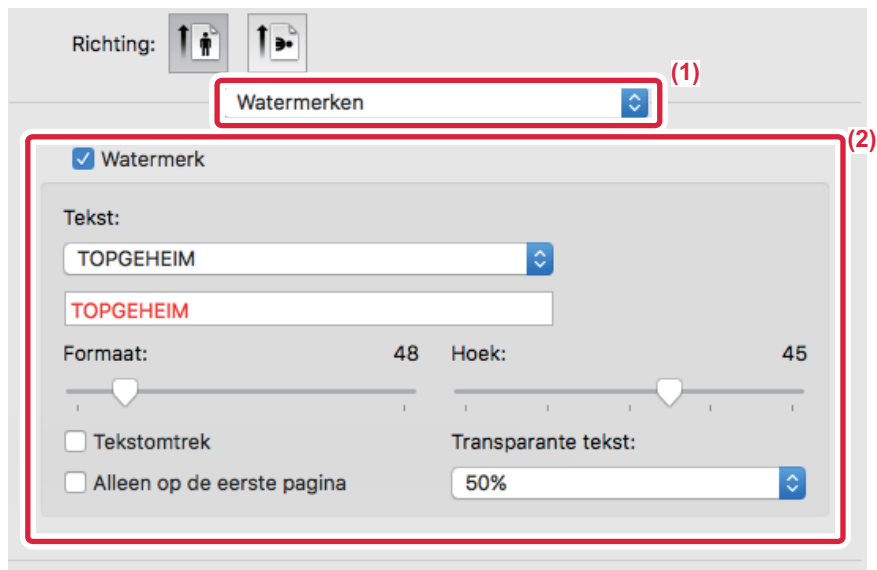 Richting:
(1)
Watermerken
(2)
Watermerk
Tekst:
TOPGEHEIM
TOPGEHEIM
Formaat: 48 Hoek: 45
Tekstomtrek Transparante tekst:
Alleen op de eerste pagina 50%